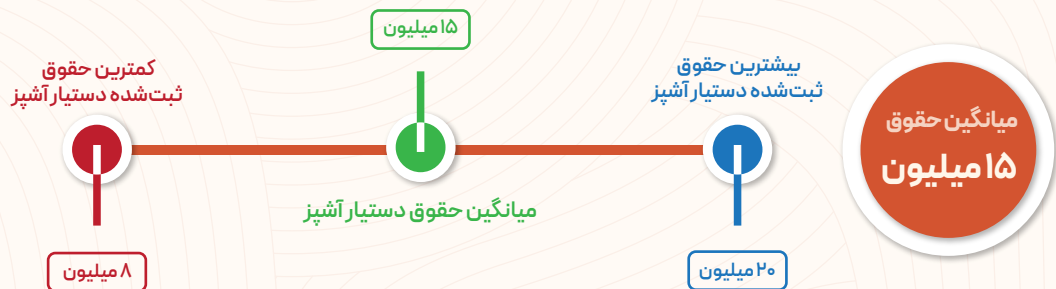 میانگین حقوق
۱۵ میلیون
بیشترین حقوق
ثبت‌شده دستیار آشپز
۲۰ میلیون
۱۵ میلیون
میانگین حقوق دستیار آشپز
کمترین حقوق
ثبت‌شده دستیار آشپز
۸ میلیون